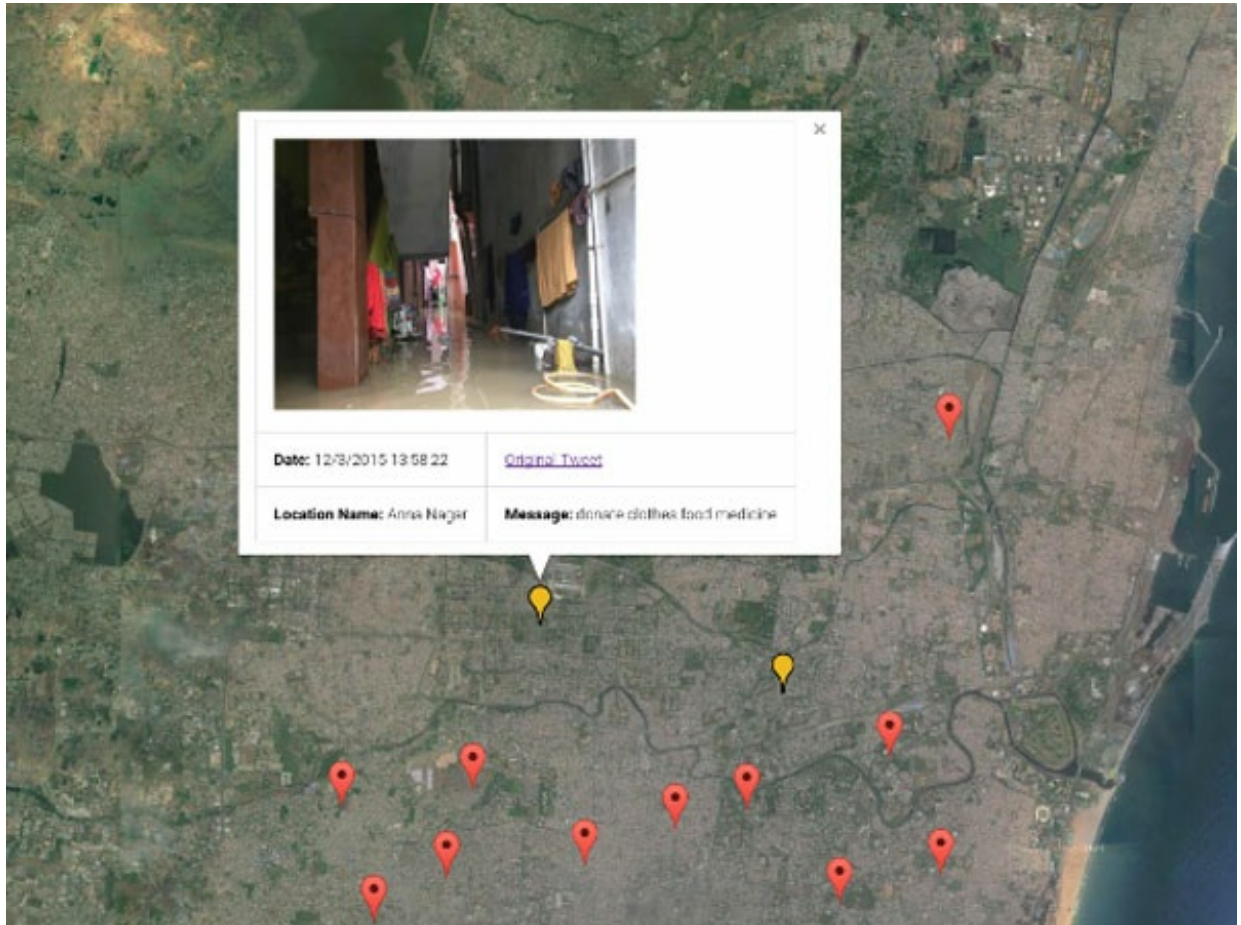 ×
Date: 12/3/2015 13:58:22
Original Tweet
Location Name: Anna Nagar
Message: donate clothes food medicine